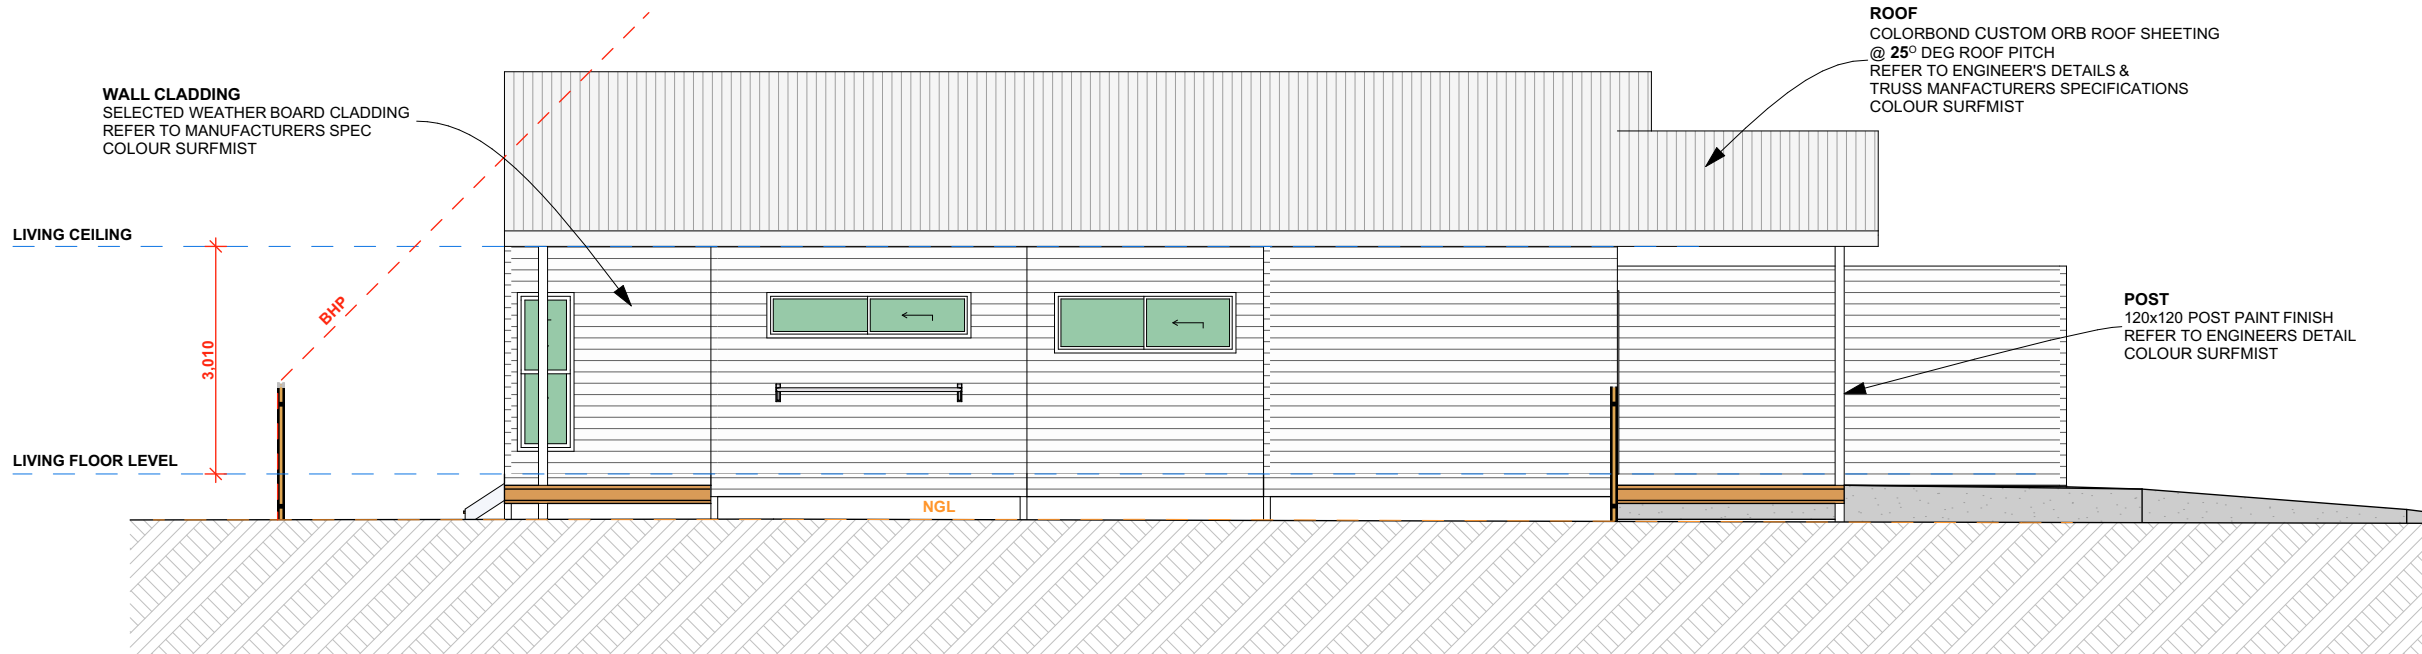 ROOF
COLORBOND CUSTOM ORB ROOF SHEETING
@ 25° DEG ROOF PITCH
REFER TO ENGINEER'S DETAILS &
TRUSS MANFACTURERS SPECIFICATIONS
COLOUR SURFMIST
WALL CLADDING
SELECTED WEATHER BOARD CLADDING
REFER TO MANUFACTURERS SPEC
COLOUR SURFMIST
LIVING CEILING
BHP
3,010
POST
120x120 POST PAINT FINISH
REFER TO ENGINEERS DETAIL
COLOUR SURFMIST
LIVING FLOOR LEVEL
NGL